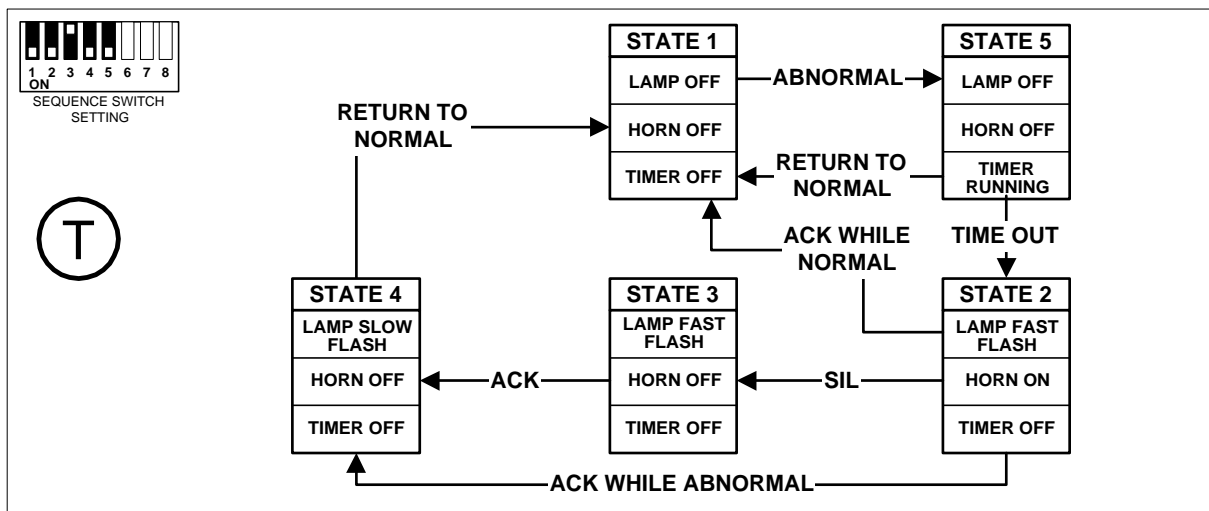 1 2 3 4 5 6 7 8
ON
SEQUENCE SWITCH
SETTING
T
STATE 1
LAMP OFF
HORN OFF
TIMER OFF
ABNORMAL
STATE 5
LAMP OFF
HORN OFF
TIMER
RUNNING
RETURN TO
NORMAL
RETURN TO
NORMAL
ACK WHILE
NORMAL
TIME OUT
STATE 4
LAMP SLOW
FLASH
HORN OFF
TIMER OFF
ACK
STATE 3
LAMP FAST
FLASH
HORN OFF
TIMER OFF
SIL
STATE 2
LAMP FAST
FLASH
HORN ON
TIMER OFF
ACK WHILE ABNORMAL